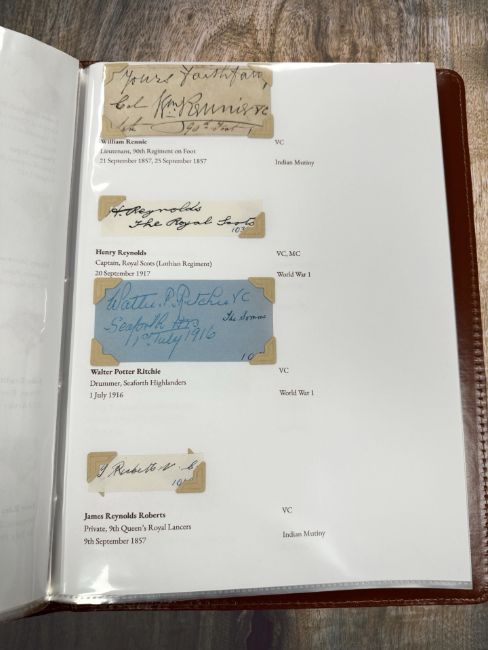 Yours Faithfully
Col Wm Rennie VC
90th Foot
William Rennie
VC
Lieutenant, 90th Regiment on Foot
21 September 1857, 25 September 1857
Indian Mutiny
H. Reynolds
The Royal Scots
103
Henry Reynolds
VC, MC
Captain, Royal Scots (Lothian Regiment)
20 September 1917
World War 1
Walter P. Ritchie VC
Seaforth Hrs
The Somme
1st July 1916
10
Walter Potter Ritchie
VC
Drummer, Seaforth Highlanders
1 July 1916
World War 1
10
James Reynolds Roberts
VC
Private, 9th Queen's Royal Lancers
9th September 1857
Indian Mutiny